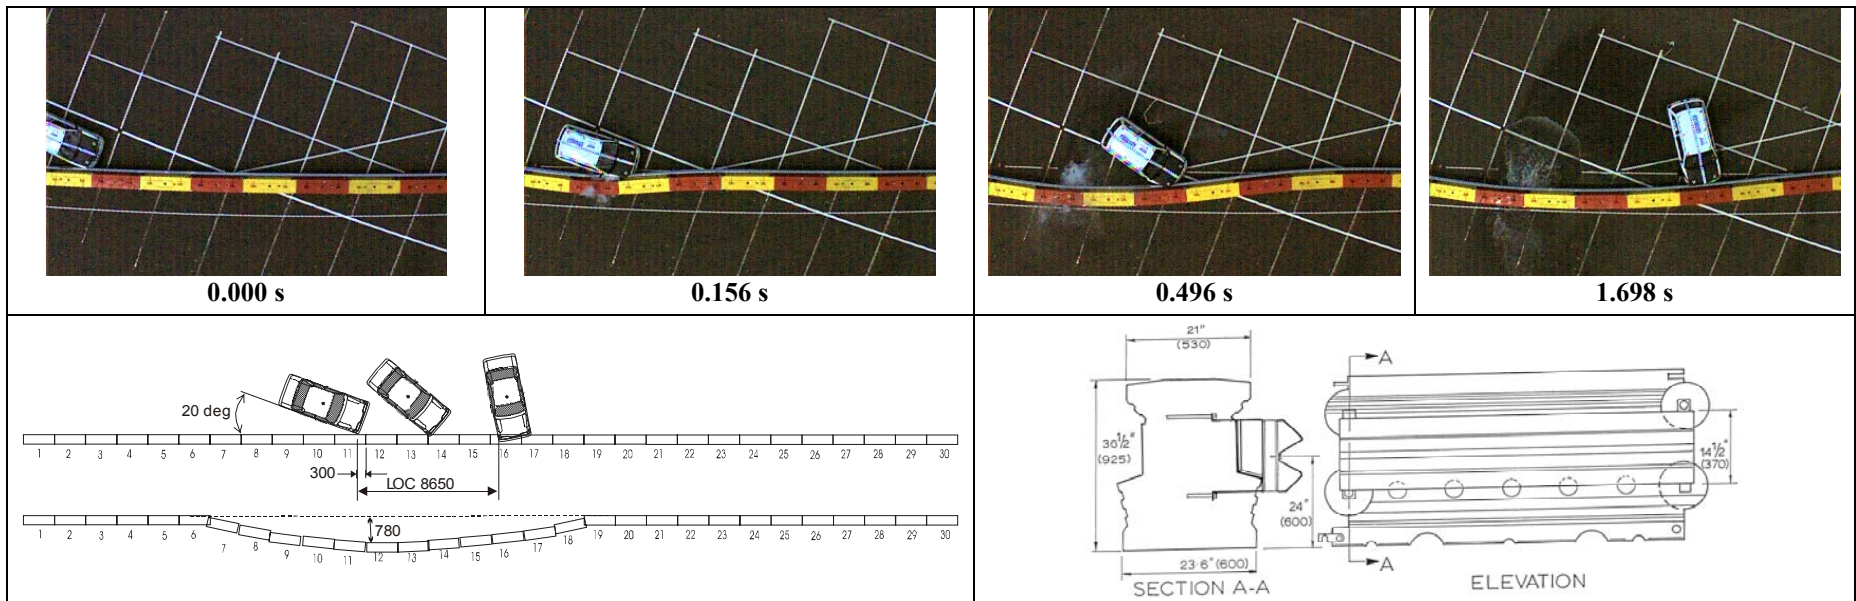 0.000 s
0.156 s
0.496 s
1.698 s
20 deg
1 2 3 4 5 6 7 8 9 10 11 12 13 14 15 16 17 18 19 20 21 22 23 24 25 26 27 28 29 30
300
LOC 8650
780
1 2 3 4 5 6 7 8 9 10 11 12 13 14 15 16 17 18 19 20 21 22 23 24 25 26 27 28 29 30
21"
(530)
36½"
(925)
24"
(600)
23·6" (600)
SECTION A-A
A
14½"
(370)
A
ELEVATION